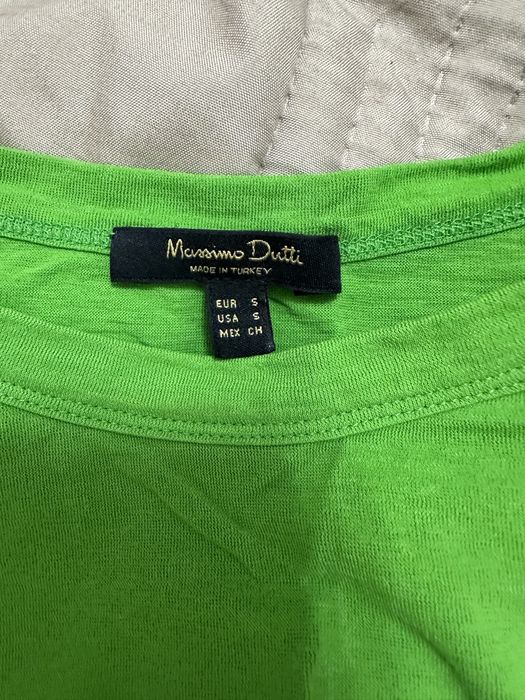 Massimo Dutti
MADE IN TURKEY
EUR S
USA S
MEX CH